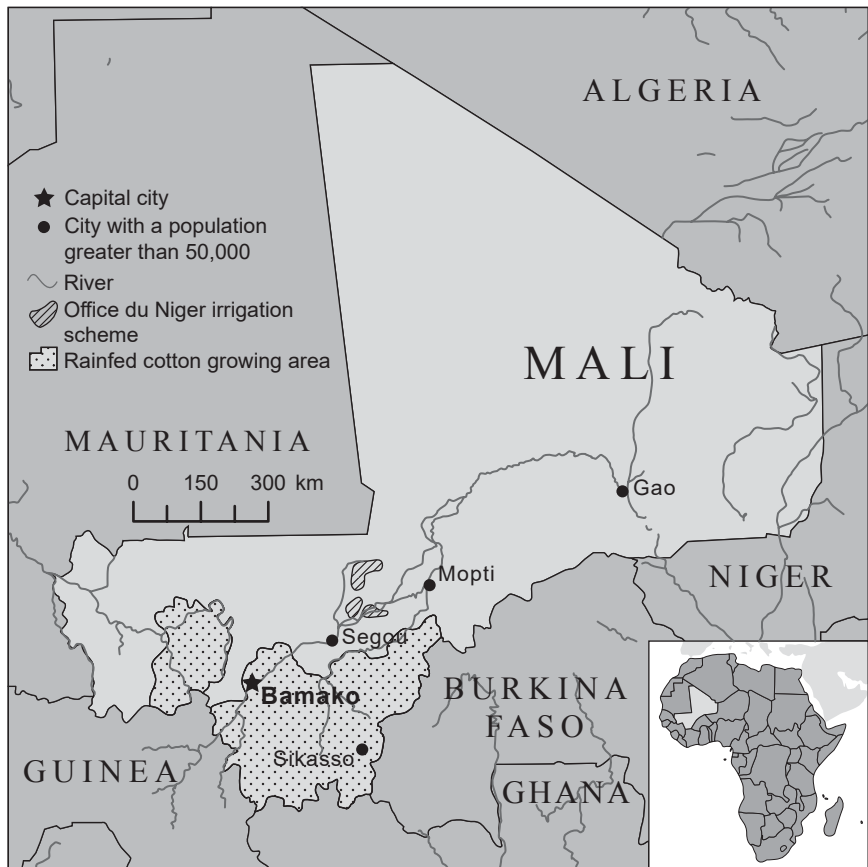 ALGERIA
Capital city
City with a population
greater than 50,000
River
Office du Niger irrigation
scheme
Rainfed cotton growing area
MALI
MAURITANIA
0 150 300 km
Gao
Mopti
NIGER
Segou
Bamako
BURKINA
FASO
Sikasso
GUINEA
GHANA